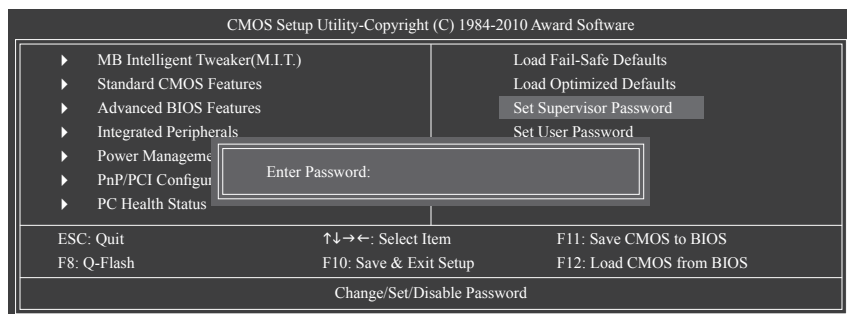 CMOS Setup Utility-Copyright (C) 1984-2010 Award Software
MB Intelligent Tweaker(M.I.T.)
Standard CMOS Features
Advanced BIOS Features
Integrated Peripherals
Power Manageme
PnP/PCI Configur
PC Health Status
Load Fail-Safe Defaults
Load Optimized Defaults
Set Supervisor Password
Set User Password
Enter Password:
ESC: Quit ↑↓→←: Select Item F11: Save CMOS to BIOS
F8: Q-Flash F10: Save & Exit Setup F12: Load CMOS from BIOS
Change/Set/Disable Password